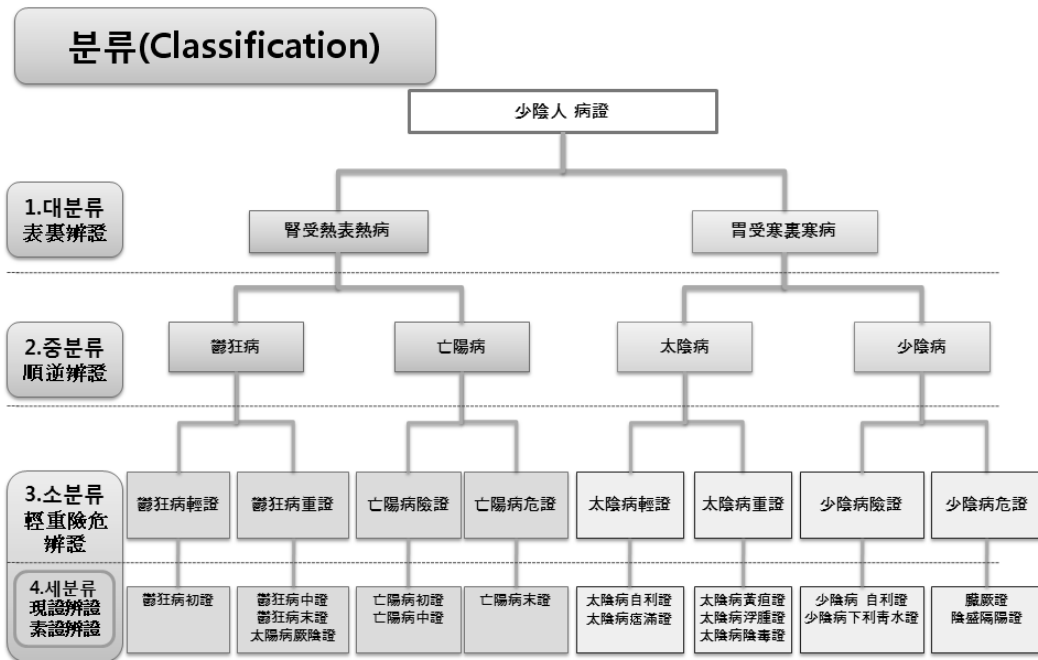 분류(Classification)
少陰人 病證
1.대분류
表裏辨證
腎受熱表熱病
胃受寒裏寒病
2.중분류
順逆辨證
鬱狂病
亡陽病
太陰病
少陰病
3.소분류
輕重險危
辨證
鬱狂病輕證
鬱狂病重證
亡陽病險證
亡陽病危證
太陰病輕證
太陰病重證
少陰病險證
少陰病危證
4.세분류
現證辨證
素證辨證
鬱狂病初證
鬱狂病中證
鬱狂病末證
太陽病厥陰證
亡陽病初證
亡陽病中證
亡陽病末證
太陰病自利證
太陰病痞滿證
太陰病黃疸證
太陰病浮腫證
太陰病陰毒證
少陰病 自利證
少陰病下利靑水證
臟厥證
陰盛隔陽證